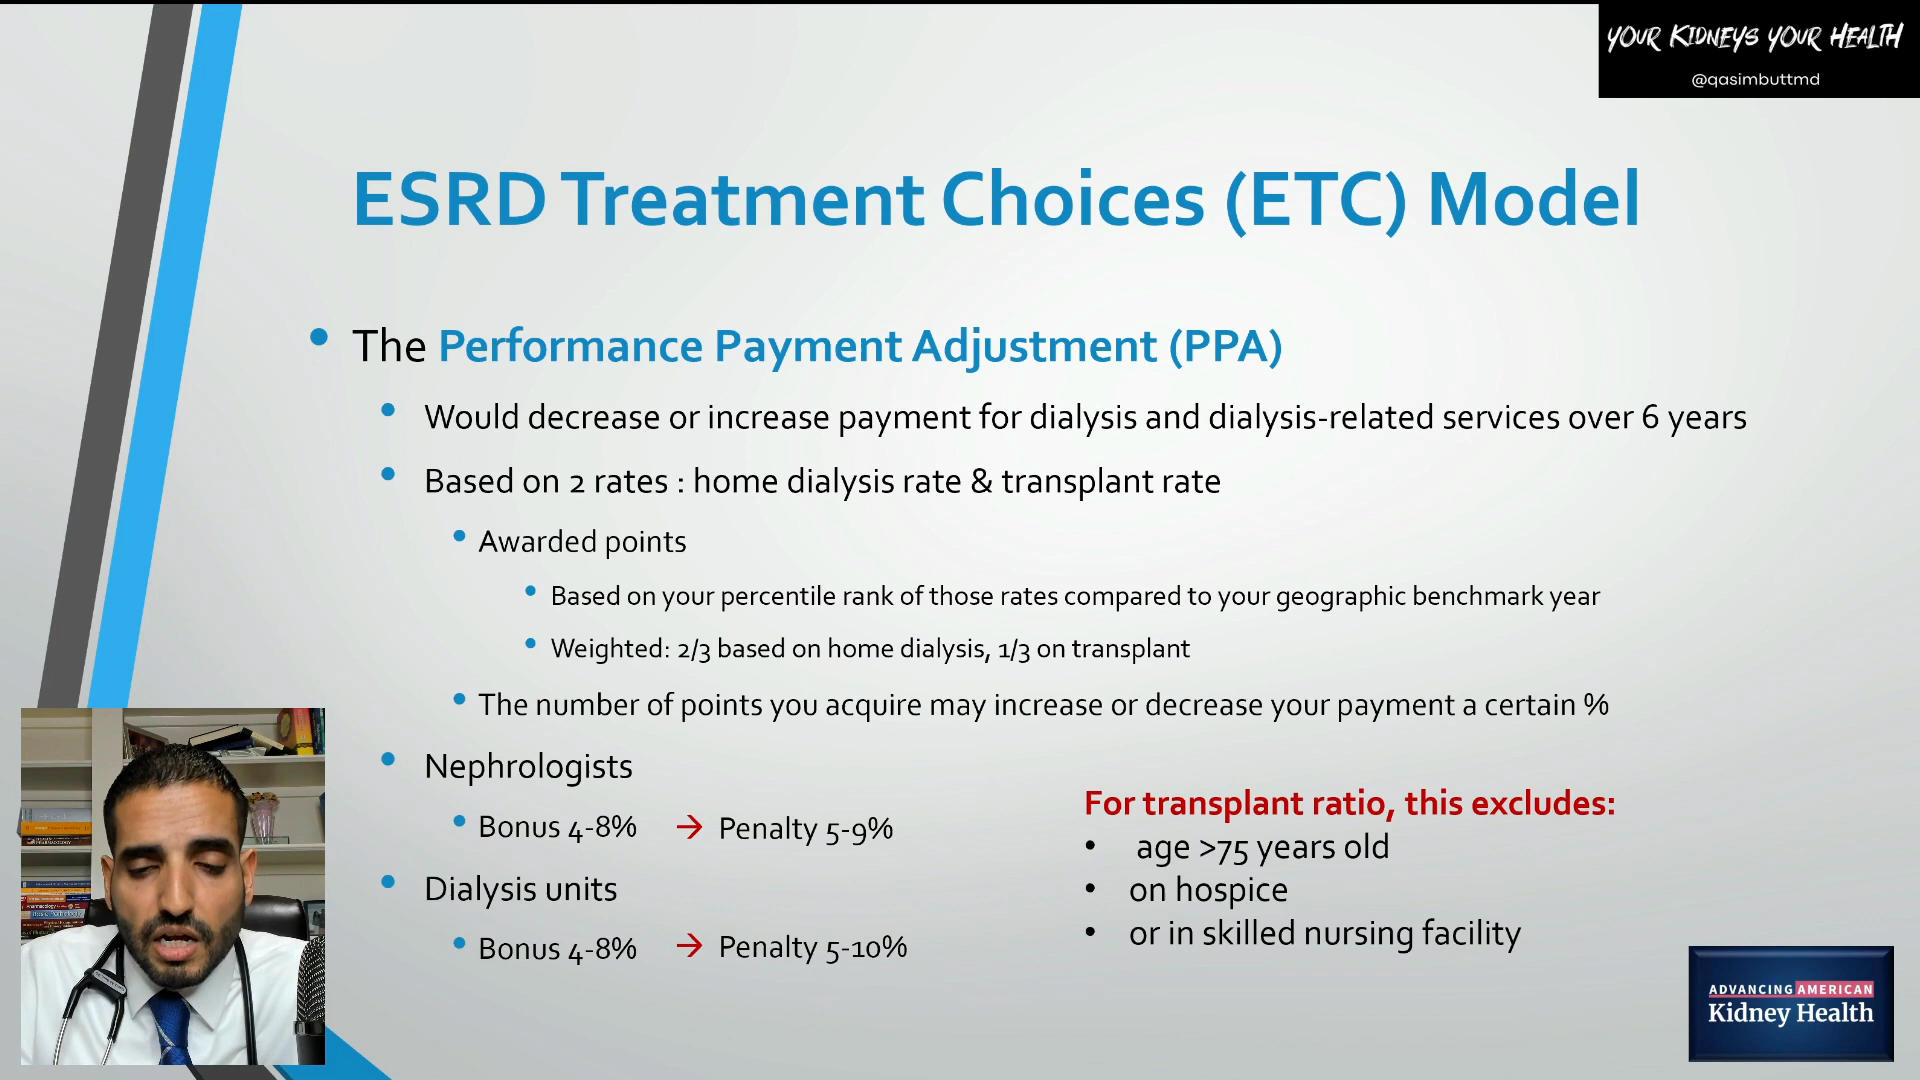 YOUR KIDNEYS YOUR HEALTH
@qasimbuttmd
ESRD Treatment Choices (ETC) Model
• The Performance Payment Adjustment (PPA)
• Would decrease or increase payment for dialysis and dialysis-related services over 6 years
• Based on 2 rates : home dialysis rate & transplant rate
• Awarded points
• Based on your percentile rank of those rates compared to your geographic benchmark year
• Weighted: 2/3 based on home dialysis, 1/3 on transplant
• The number of points you acquire may increase or decrease your payment a certain %
• Nephrologists
• Bonus 4-8% → Penalty 5-9%
• Dialysis units
• Bonus 4-8% → Penalty 5-10%
For transplant ratio, this excludes:
• age >75 years old
• on hospice
• or in skilled nursing facility
ADVANCING AMERICAN
Kidney Health